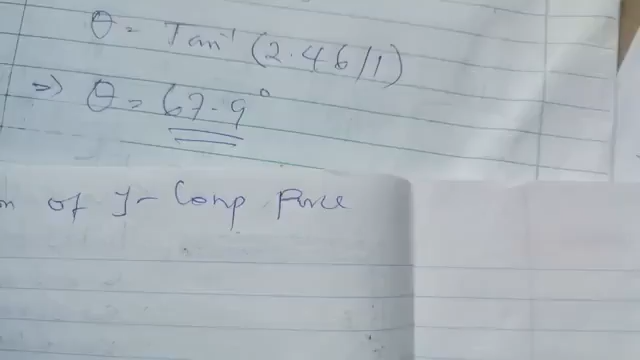 θ = Tan⁻¹ (2.46/1)
⇒ θ = 67.9°
of Y- Comp Force